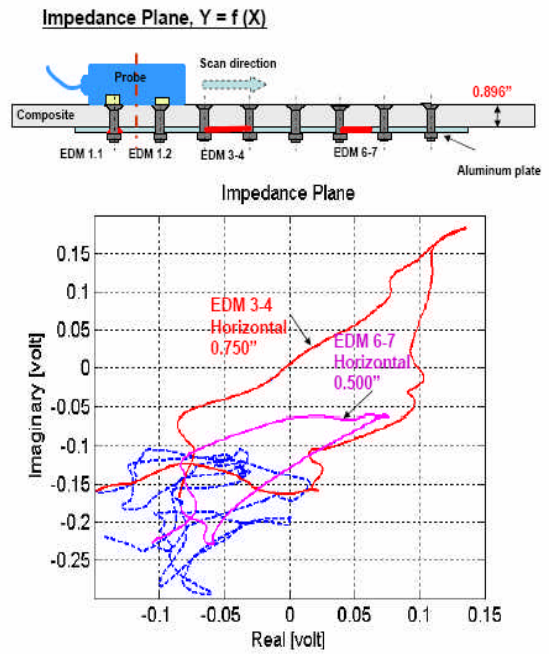 Impedance Plane, Y = f (X)
Scan direction
Probe
0.896”
Composite
EDM 1.1 EDM 1.2 EDM 3-4 EDM 6-7
Aluminum plate
Impedance Plane
0.15
0.1
0.05
0
-0.05
-0.1
-0.15
-0.2
-0.25
Imaginary [volt]
EDM 3-4
Horizontal
0.750”
EDM 6-7
Horizontal
0.500”
-0.1 -0.05 0 0.05 0.1 0.15
Real [volt]